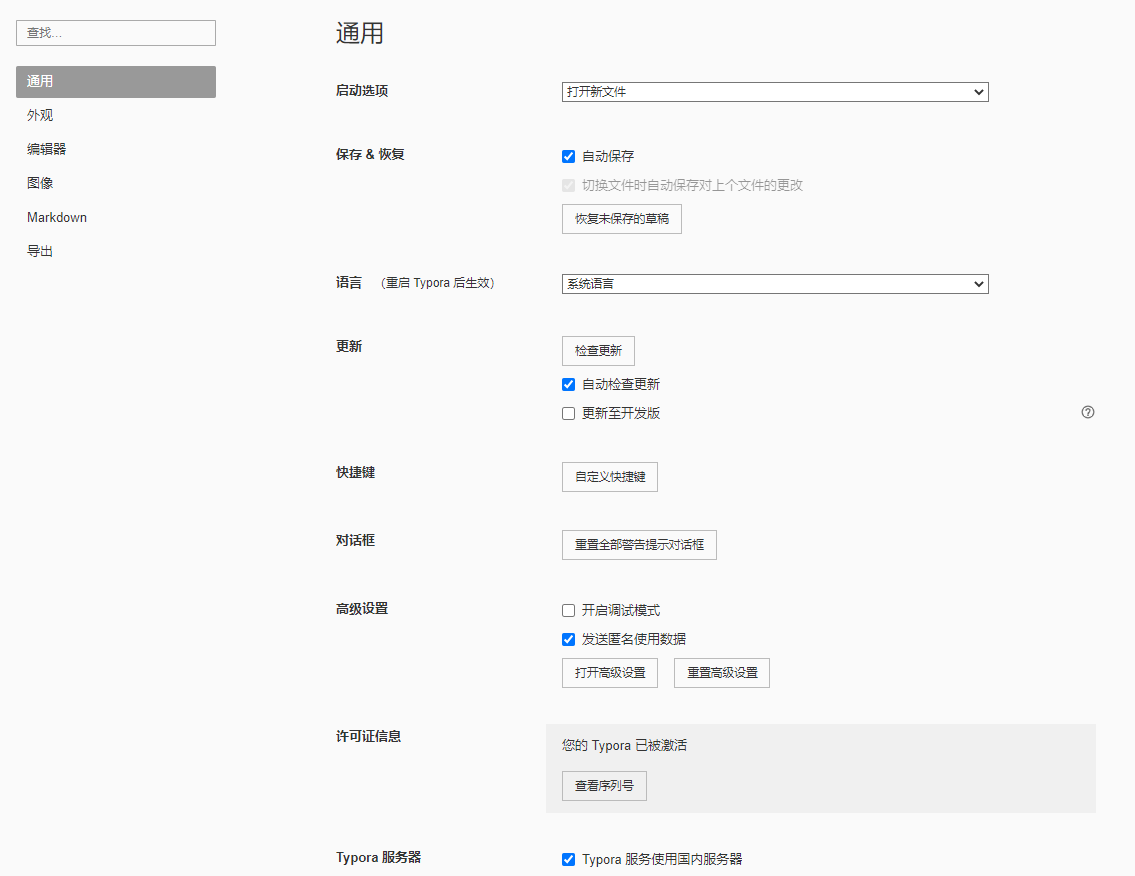 查找...
通用
外观
编辑器
图像
Markdown
导出
通用
启动选项
打开新文件
保存 & 恢复
自动保存
切换文件时自动保存对上个文件的更改
恢复未保存的草稿
语言 （重启 Typora 后生效）
系统语言
更新
检查更新
自动检查更新
更新至开发版
快捷键
自定义快捷键
对话框
重置全部警告提示对话框
高级设置
开启调试模式
发送匿名使用数据
打开高级设置 重置高级设置
许可证信息
您的 Typora 已被激活
查看序列号
Typora 服务器
Typora 服务使用国内服务器